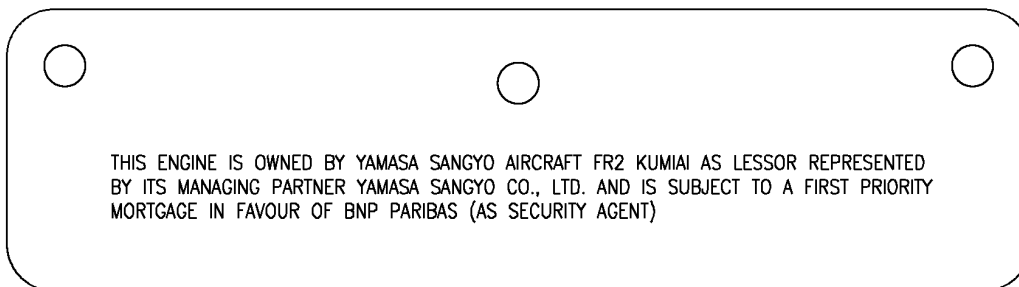 THIS ENGINE IS OWNED BY YAMASA SANGYO AIRCRAFT FR2 KUMIAI AS LESSOR REPRESENTED
BY ITS MANAGING PARTNER YAMASA SANGYO CO., LTD. AND IS SUBJECT TO A FIRST PRIORITY
MORTGAGE IN FAVOUR OF BNP PARIBAS (AS SECURITY AGENT)